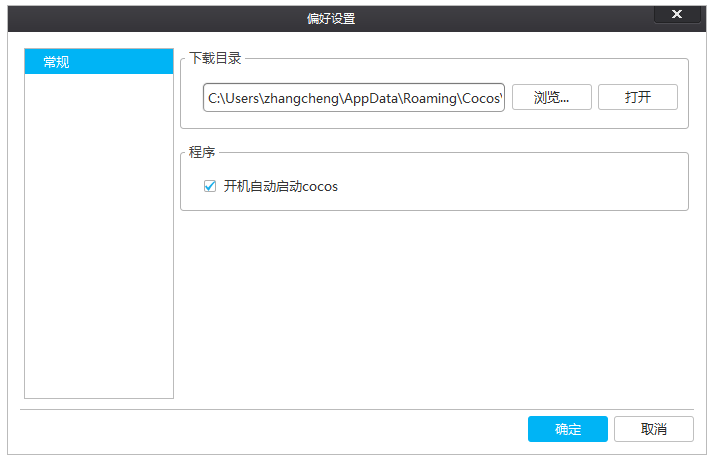 偏好设置
常规
下载目录
C:\Users\zhangcheng\AppData\Roaming\Cocos\
浏览...
打开
程序
开机自动启动cocos
确定
取消